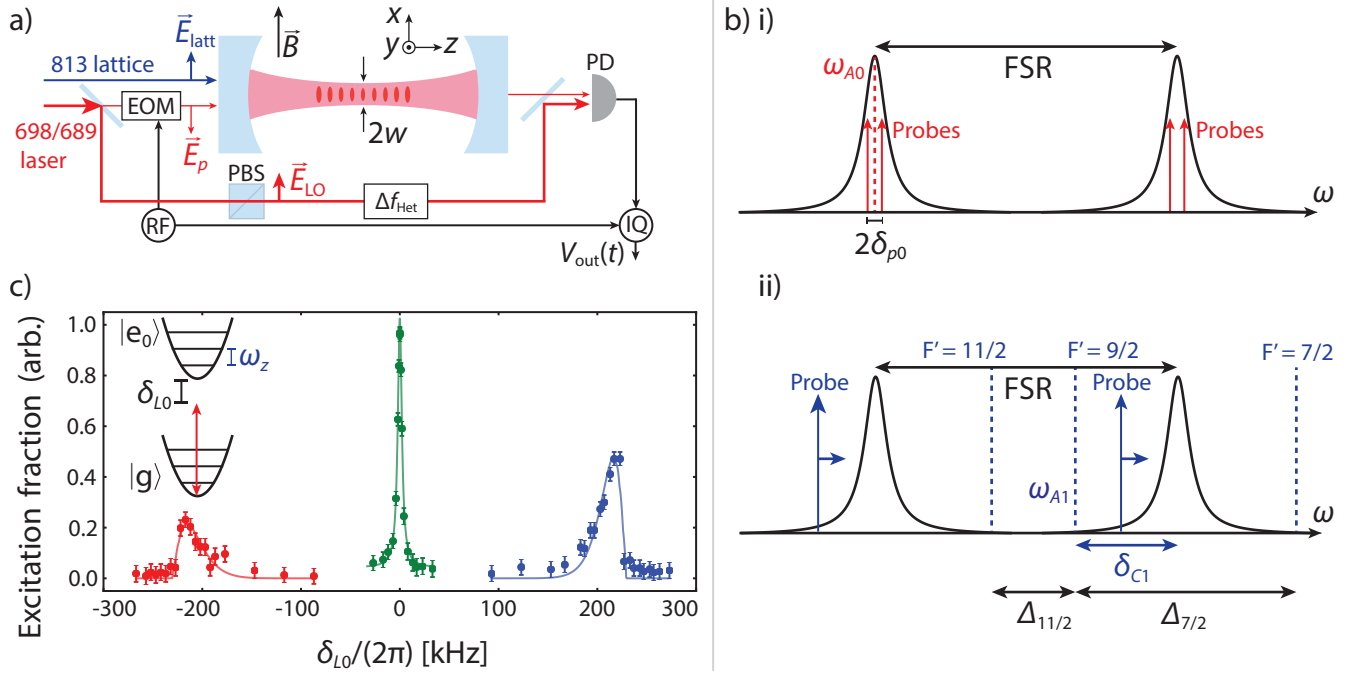 a)
813 lattice
E⃗latt
B⃗
x
y
z
PD
EOM
698/689
laser
E⃗p
2w
PBS
E⃗LO
ΔfHet
RF
IQ
Vout(t)
b) i)
ωA0
FSR
Probes
Probes
ω
2δp0
ii)
F' = 11/2
F' = 9/2
F' = 7/2
Probe
FSR
Probe
ωA1
ω
δC1
Δ11/2
Δ7/2
c)
Excitation fraction (arb.)
1.0
0.8
0.6
0.4
0.2
0.0
|e0⟩
ωz
δL0
|g⟩
-300
-200
-100
0
100
200
300
δL0/(2π) [kHz]